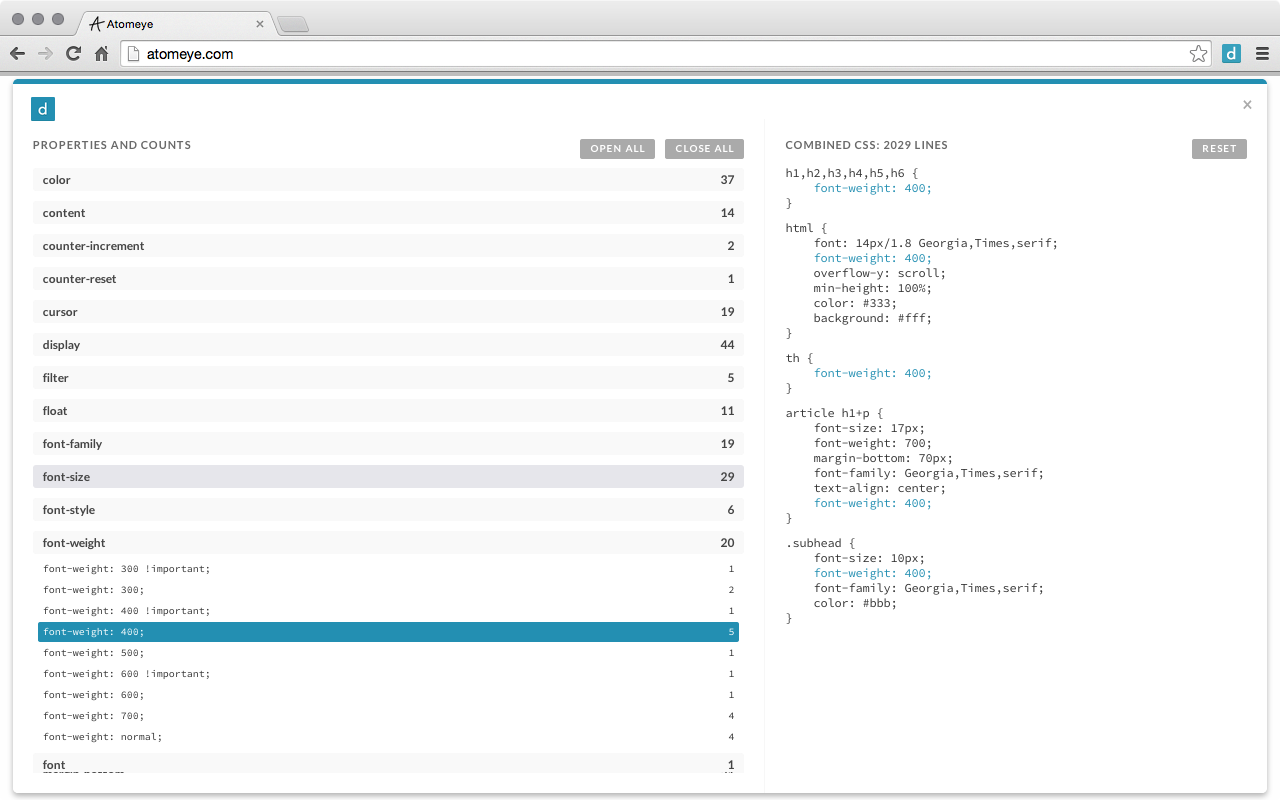 Atomeye
atomeye.com
d
d
PROPERTIES AND COUNTS
OPEN ALL
CLOSE ALL
color 37
content 14
counter-increment 2
counter-reset 1
cursor 19
display 44
filter 5
float 11
font-family 19
font-size 29
font-style 6
font-weight 20
font-weight: 300 !important; 1
font-weight: 300; 2
font-weight: 400 !important; 1
font-weight: 400; 5
font-weight: 500; 1
font-weight: 600 !important; 1
font-weight: 600; 1
font-weight: 700; 4
font-weight: normal; 4
font 1
COMBINED CSS: 2029 LINES
RESET
h1,h2,h3,h4,h5,h6 {
font-weight: 400;
}
html {
font: 14px/1.8 Georgia,Times,serif;
font-weight: 400;
overflow-y: scroll;
min-height: 100%;
color: #333;
background: #fff;
}
th {
font-weight: 400;
}
article h1+p {
font-size: 17px;
font-weight: 700;
margin-bottom: 70px;
font-family: Georgia,Times,serif;
text-align: center;
font-weight: 400;
}
.subhead {
font-size: 10px;
font-weight: 400;
font-family: Georgia,Times,serif;
color: #bbb;
}